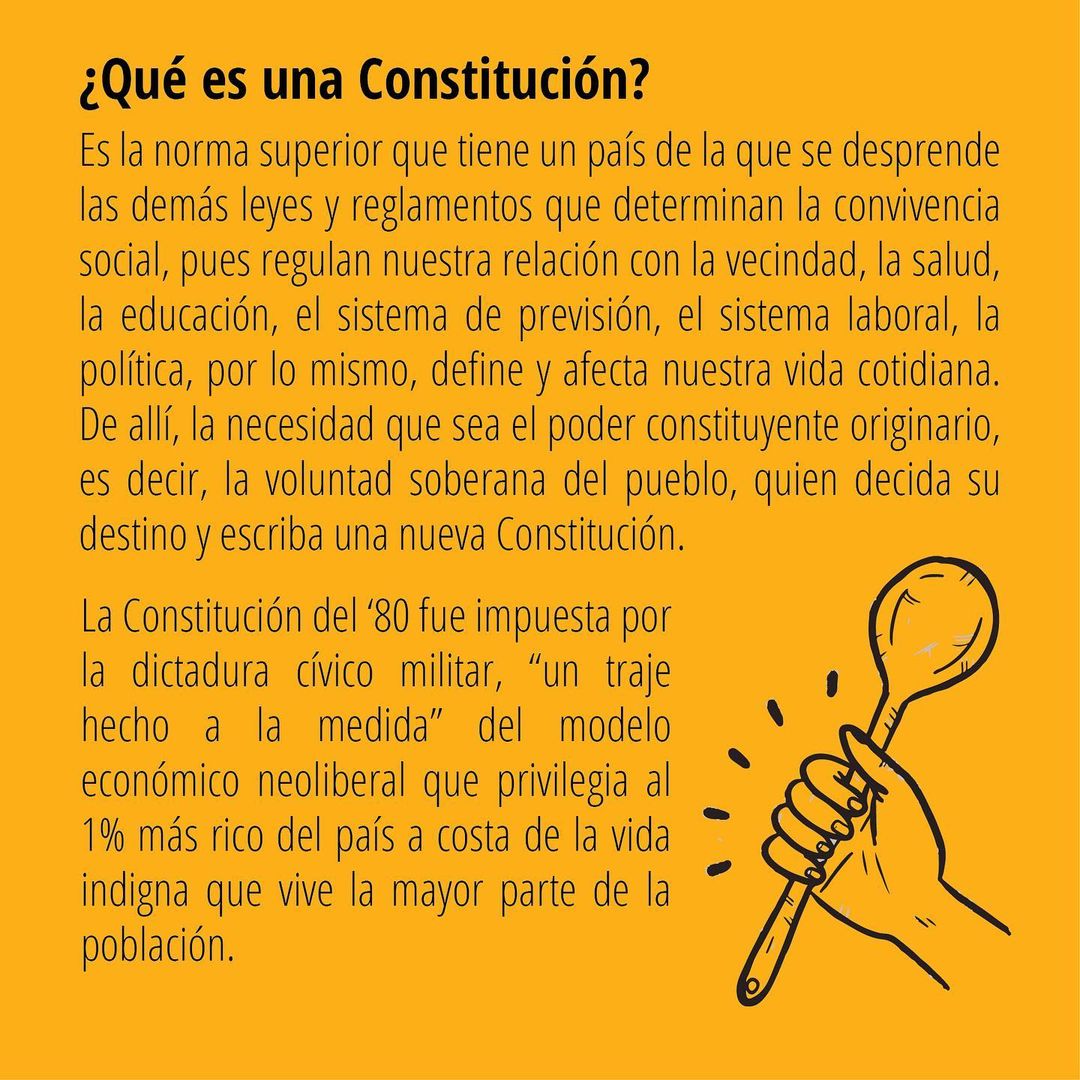 ¿Qué es una Constitución?
Es la norma superior que tiene un país de la que se desprende
las demás leyes y reglamentos que determinan la convivencia
social, pues regulan nuestra relación con la vecindad, la salud,
la educación, el sistema de previsión, el sistema laboral, la
política, por lo mismo, define y afecta nuestra vida cotidiana.
De allí, la necesidad que sea el poder constituyente originario,
es decir, la voluntad soberana del pueblo, quien decida su
destino y escriba una nueva Constitución.
La Constitución del ‘80 fue impuesta por
la dictadura cívico militar, “un traje
hecho a la medida” del modelo
económico neoliberal que privilegia al
1% más rico del país a costa de la vida
indigna que vive la mayor parte de la
población.